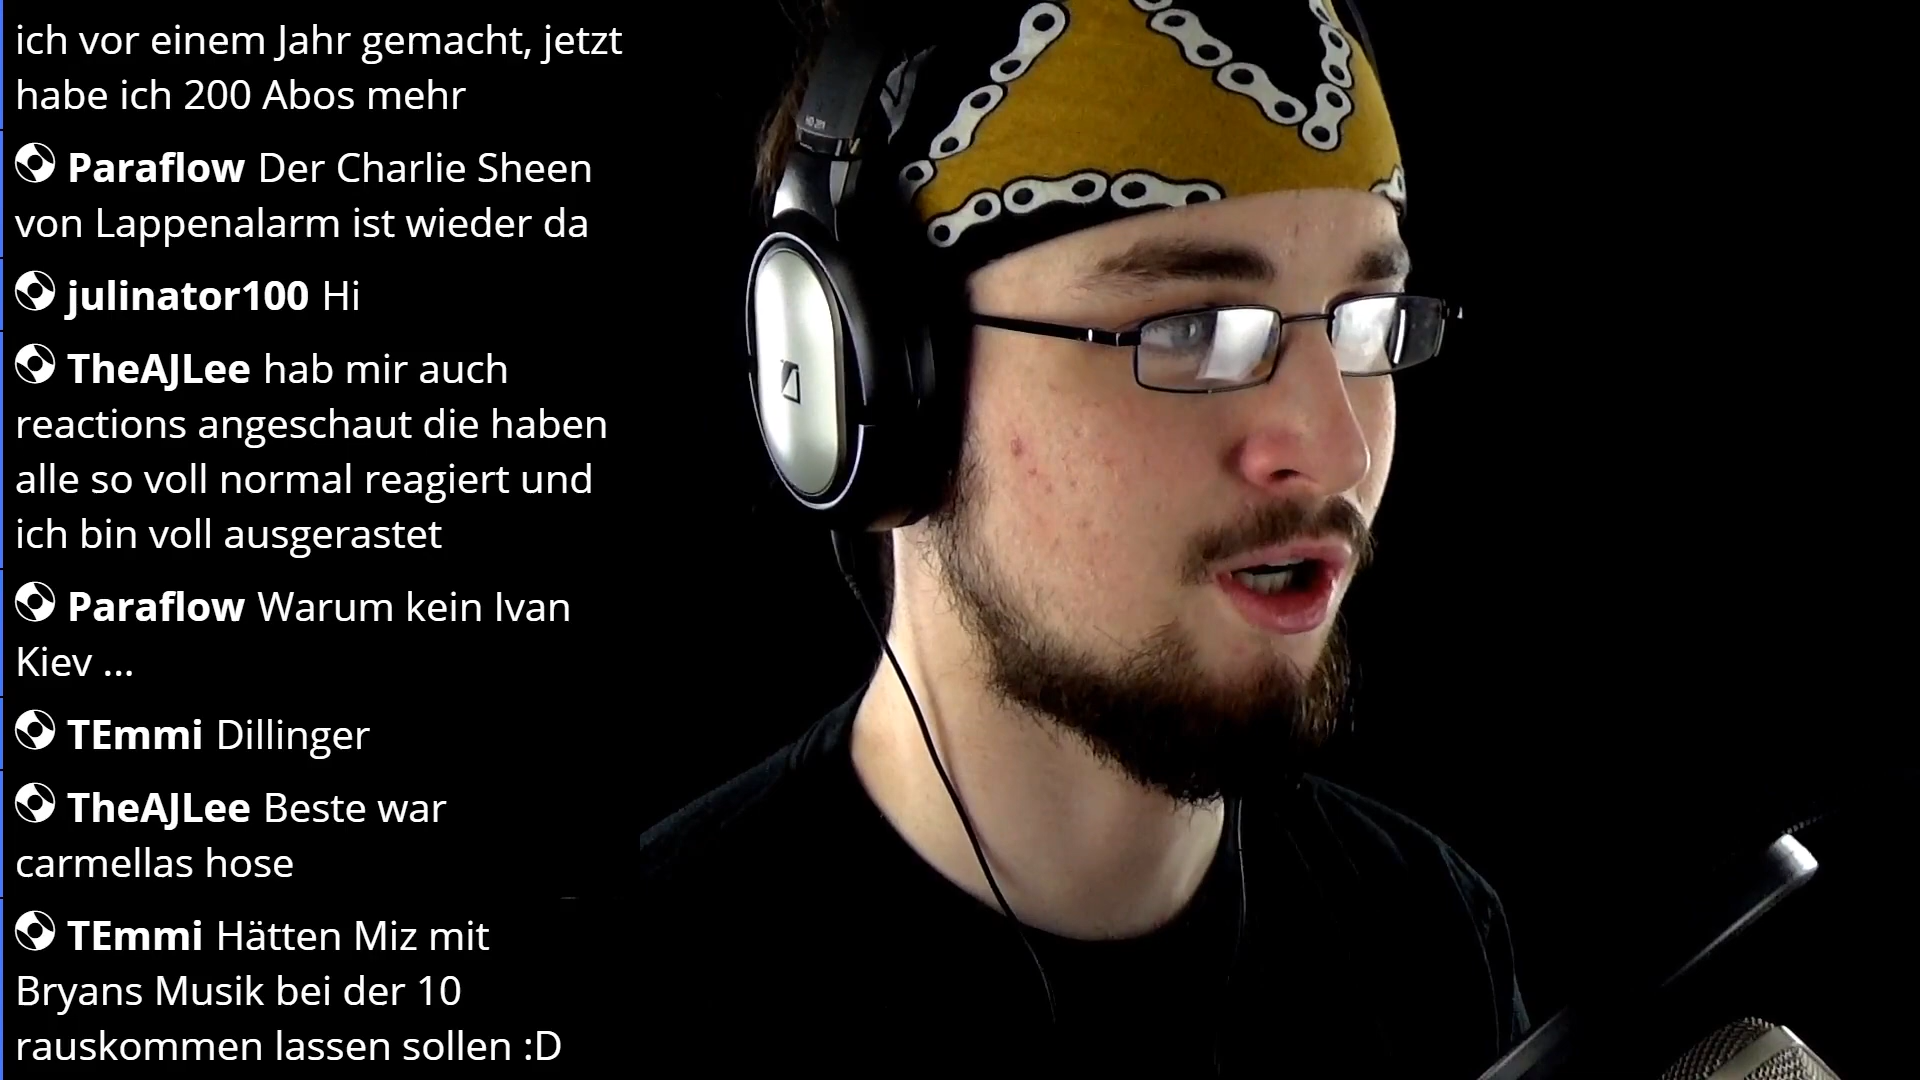 ich vor einem Jahr gemacht, jetzt
habe ich 200 Abos mehr
Paraflow Der Charlie Sheen
von Lappenalarm ist wieder da
julinator100 Hi
TheAJLee hab mir auch
reactions angeschaut die haben
alle so voll normal reagiert und
ich bin voll ausgerastet
Paraflow Warum kein Ivan
Kiev ...
TEmmi Dillinger
TheAJLee Beste war
carmellas hose
TEmmi Hätten Miz mit
Bryans Musik bei der 10
rauskommen lassen sollen :D